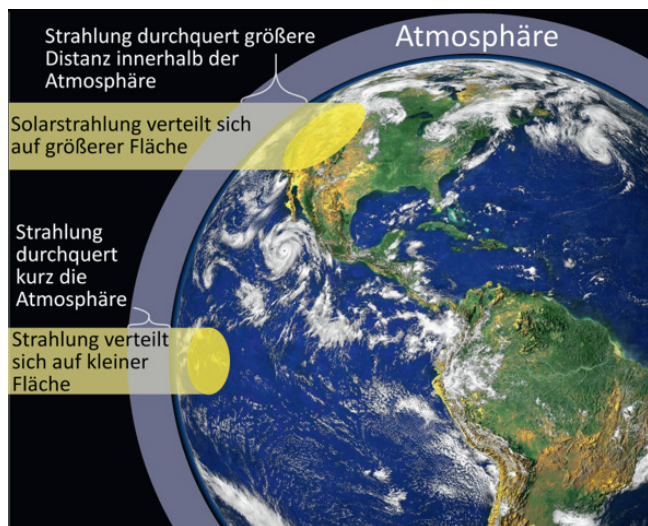 Strahlung durchquert größere
Distanz innerhalb der
Atmosphäre
Atmosphäre
Solarstrahlung verteilt sich
auf größerer Fläche
Strahlung
durchquert
kurz die
Atmosphäre
Strahlung verteilt
sich auf kleiner
Fläche